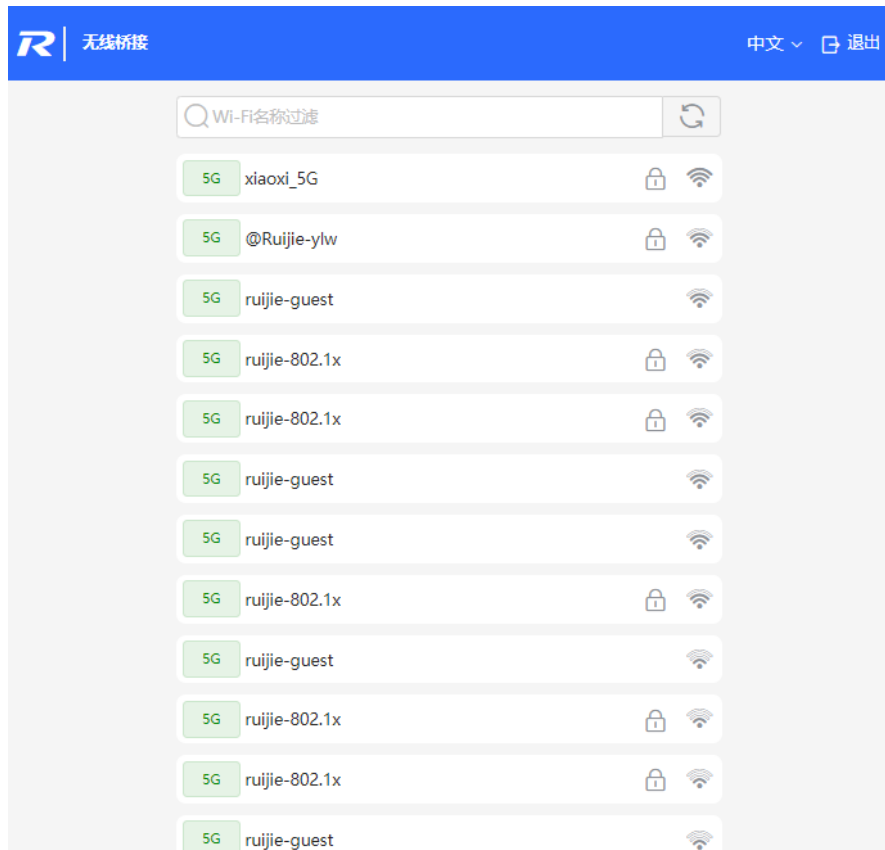 无线桥接 中文 退出
Wi-Fi名称过滤
5G xiaoxi_5G
5G @Ruijie-ylw
5G ruijie-guest
5G ruijie-802.1x
5G ruijie-802.1x
5G ruijie-guest
5G ruijie-guest
5G ruijie-802.1x
5G ruijie-guest
5G ruijie-802.1x
5G ruijie-802.1x
5G ruijie-guest